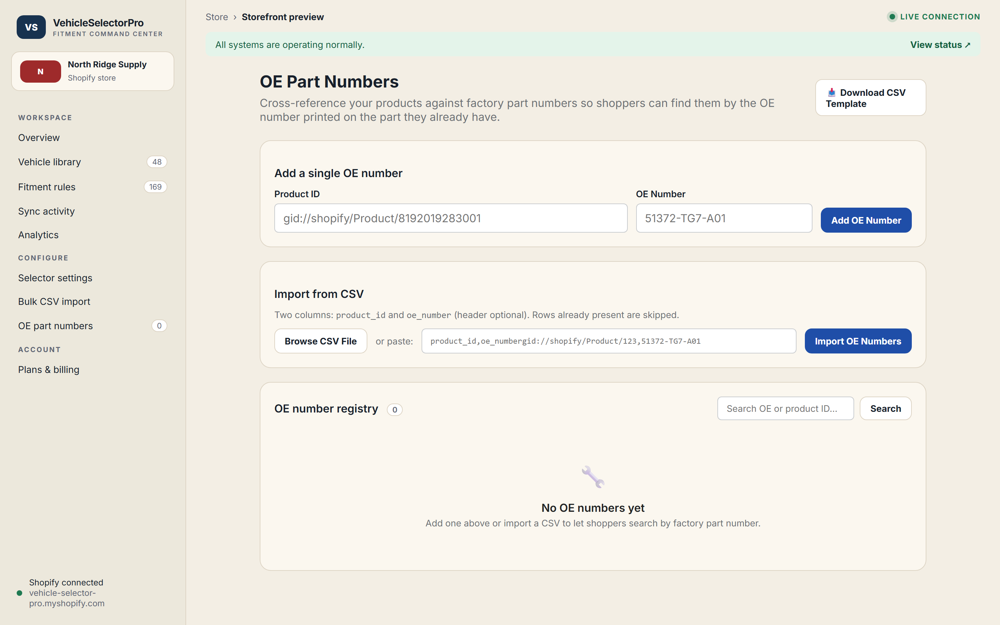 VS
VehicleSelectorPro
FITMENT COMMAND CENTER
N
North Ridge Supply
Shopify store
WORKSPACE
Overview
Vehicle library 48
Fitment rules 169
Sync activity
Analytics
CONFIGURE
Selector settings
Bulk CSV import
OE part numbers 0
ACCOUNT
Plans & billing
Shopify connected
vehicle-selector-
pro.myshopify.com
Store › Storefront preview
LIVE CONNECTION
All systems are operating normally.
View status ↗
OE Part Numbers
Cross-reference your products against factory part numbers so shoppers can find them by the OE
number printed on the part they already have.
Download CSV
Template
Add a single OE number
Product ID
gid://shopify/Product/8192019283001
OE Number
51372-TG7-A01
Add OE Number
Import from CSV
Two columns: product_id and oe_number (header optional). Rows already present are skipped.
Browse CSV File
or paste:
product_id,oe_numbergid://shopify/Product/123,51372-TG7-A01
Import OE Numbers
OE number registry 0
Search OE or product ID...
Search
No OE numbers yet
Add one above or import a CSV to let shoppers search by factory part number.